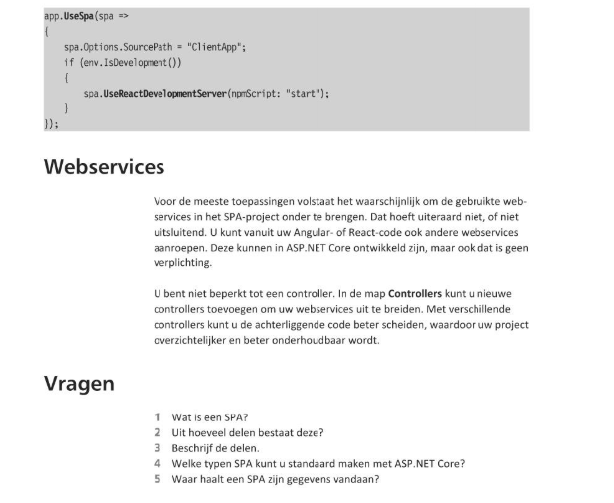 app.UseSpa(spa =>
{
spa.Options.SourcePath = "ClientApp";
if (env.IsDevelopment())
{
spa.UseReactDevelopmentServer(npmScript: "start");
}
});
Webservices
Voor de meeste toepassingen volstaat het waarschijnlijk om de gebruikte web-
services in het SPA-project onder te brengen. Dat hoeft uiteraard niet, of niet
uitsluitend. U kunt vanuit uw Angular- of React-code ook andere webservices
aanroepen. Deze kunnen in ASP.NET Core ontwikkeld zijn, maar ook dat is geen
verplichting.
U bent niet beperkt tot een controller. In de map Controllers kunt u nieuwe
controllers toevoegen om uw webservices uit te breiden. Met verschillende
controllers kunt u de achterliggende code beter scheiden, waardoor uw project
overzichtelijker en beter onderhoudbaar wordt.
Vragen
1 Wat is een SPA?
2 Uit hoeveel delen bestaat deze?
3 Beschrijf de delen.
4 Welke typen SPA kunt u standaard maken met ASP.NET Core?
5 Waar haalt een SPA zijn gegevens vandaan?